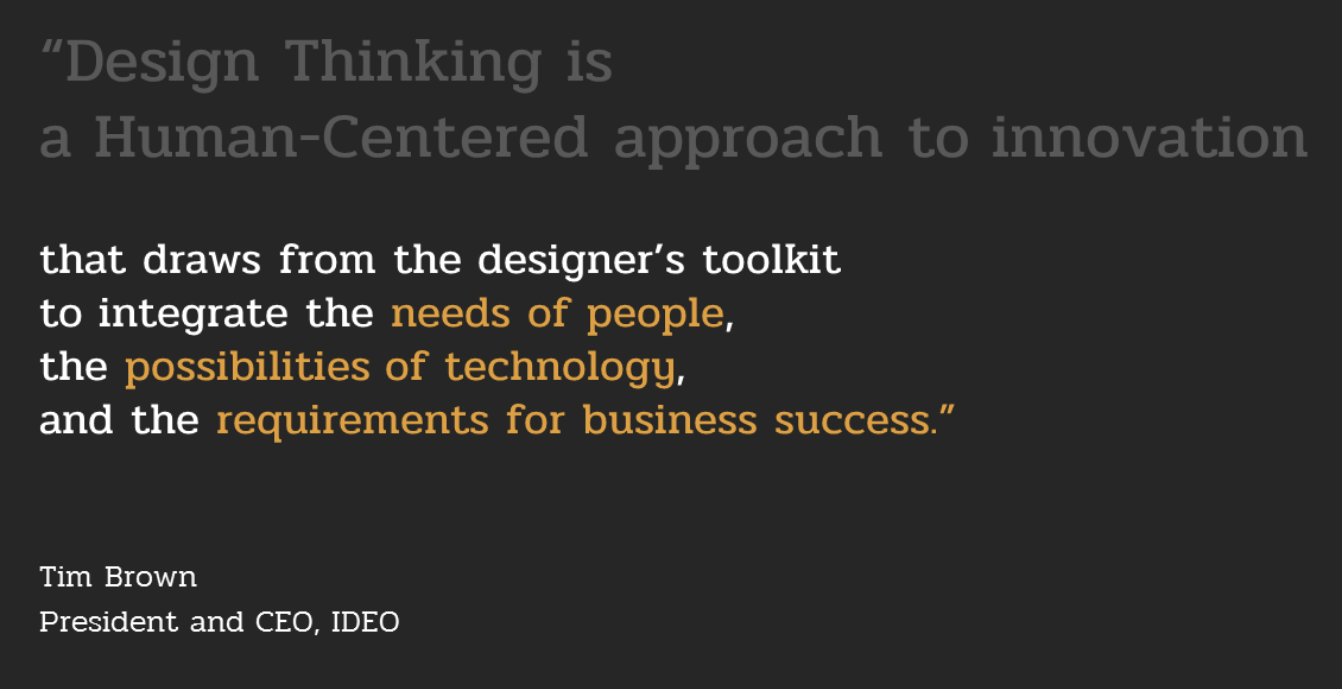 “Design Thinking is
a Human-Centered approach to innovation
that draws from the designer’s toolkit
to integrate the needs of people,
the possibilities of technology,
and the requirements for business success.”
Tim Brown
President and CEO, IDEO